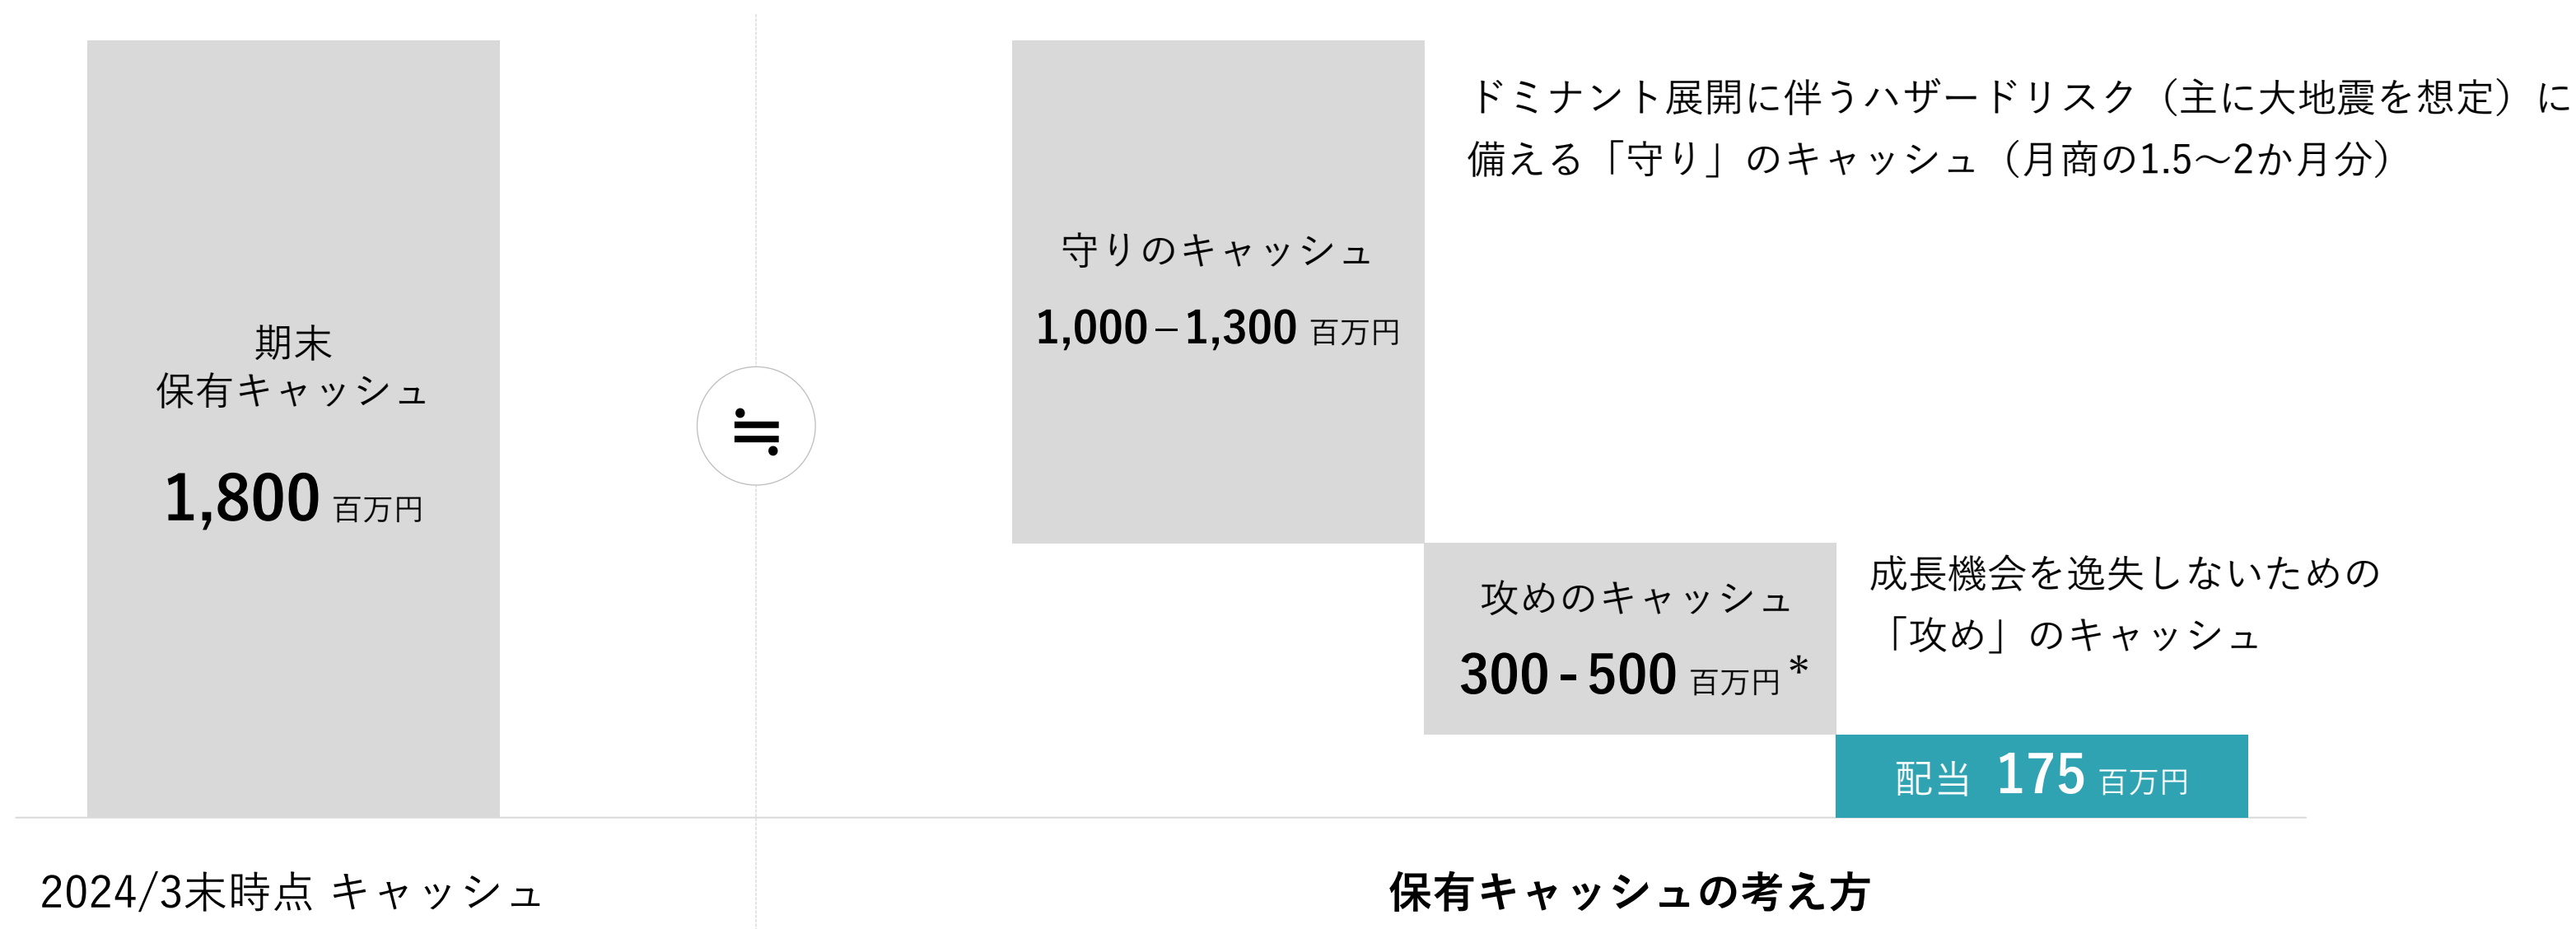 期末
保有キャッシュ
1,800 百万円
2024/3末時点 キャッシュ
≒
守りのキャッシュ
1,000–1,300 百万円
ドミナント展開に伴うハザードリスク（主に大地震を想定）に
備える「守り」のキャッシュ（月商の1.5～2か月分）
攻めのキャッシュ
300-500 百万円*
成長機会を逸失しないための
「攻め」のキャッシュ
配当 175 百万円
保有キャッシュの考え方